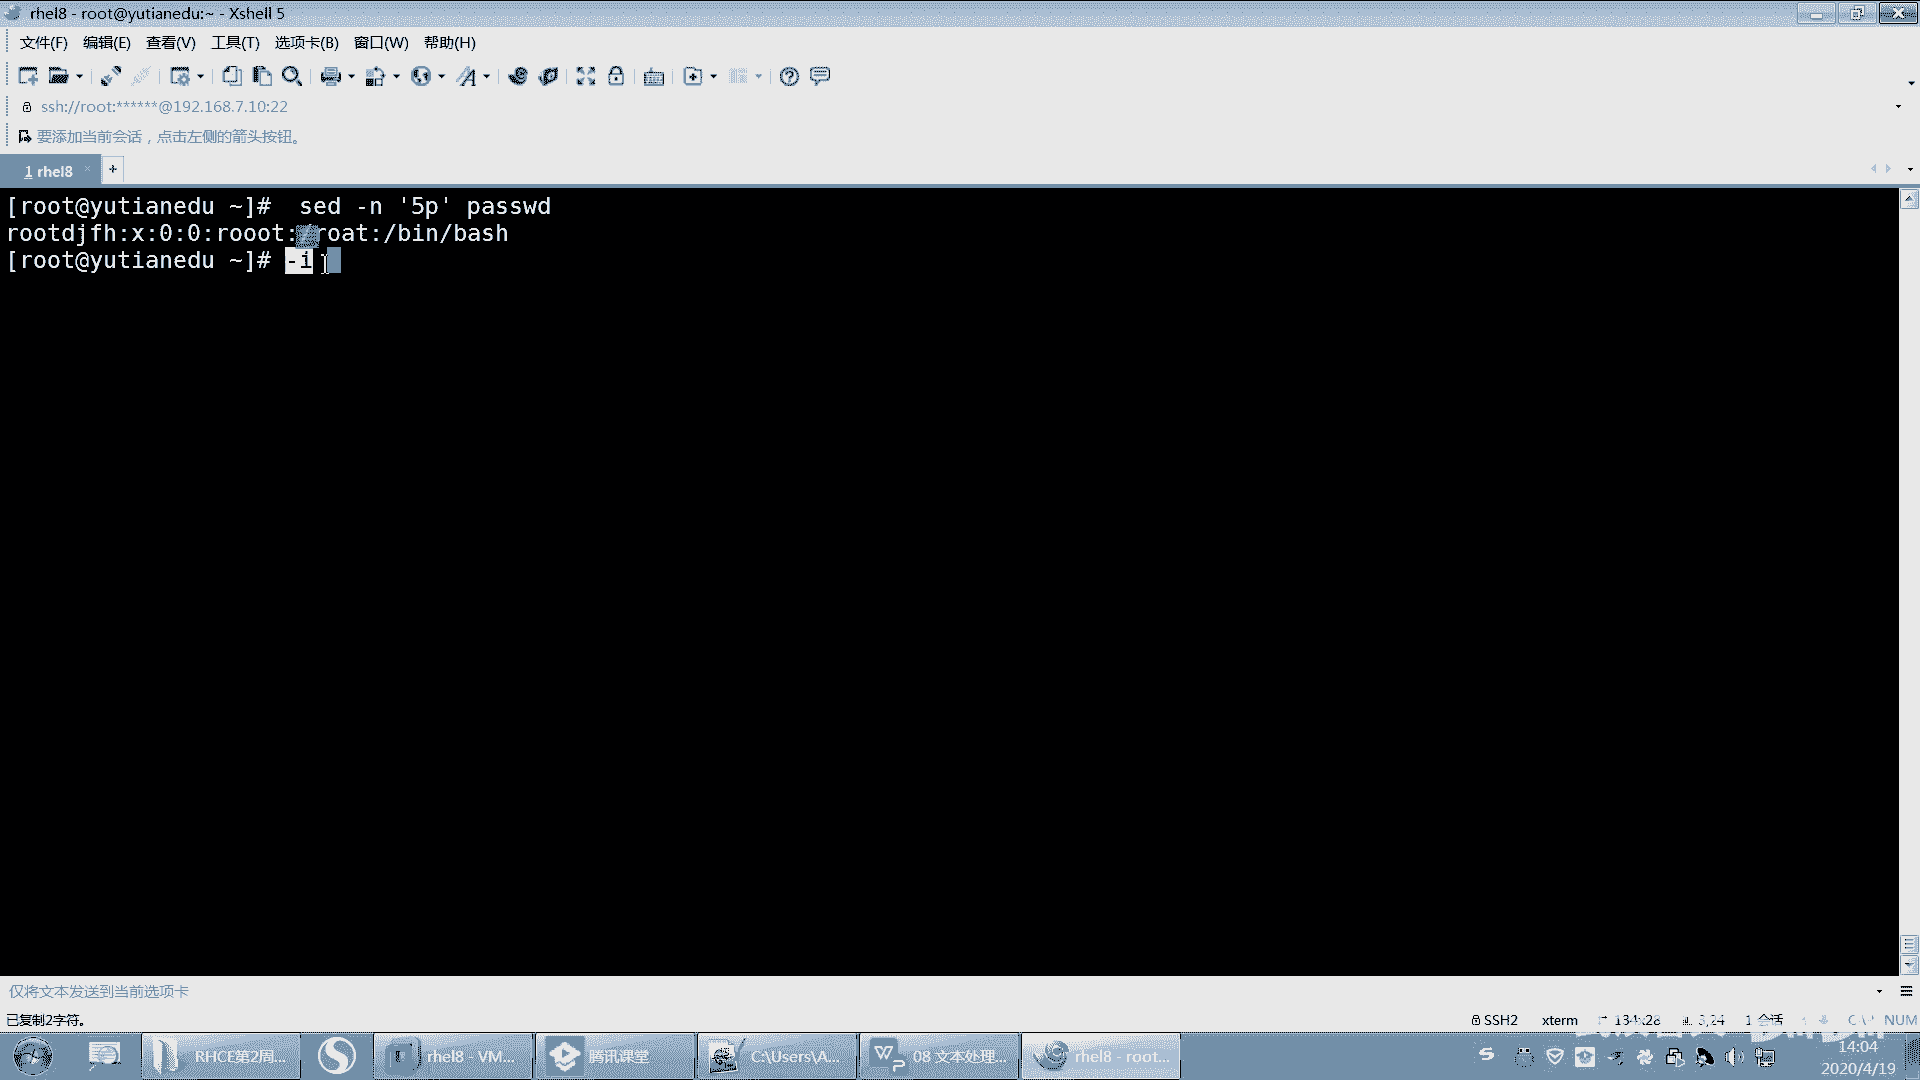 rhel8 - root@yutianedu:~ - Xshell 5
文件(F) 编辑(E) 查看(V) 工具(T) 选项卡(B) 窗口(W) 帮助(H)
ssh://root:******@192.168.7.10:22
要添加当前会话，点击左侧的箭头按钮。
1 rhel8
[root@yutianedu ~]#  sed -n '5p' passwd
rootdjfh:x:0:0:rooot:/roat:/bin/bash
[root@yutianedu ~]# -i
仅将文本发送到当前选项卡
已复制2字符。
SSH2 xterm 134x28 3,24 1 会话 NUM
RHCE第2周... rhel8 - VM... 腾讯课堂 C:\Users\A... 08 文本处理... rhel8 - root...
14:04
2020/4/19